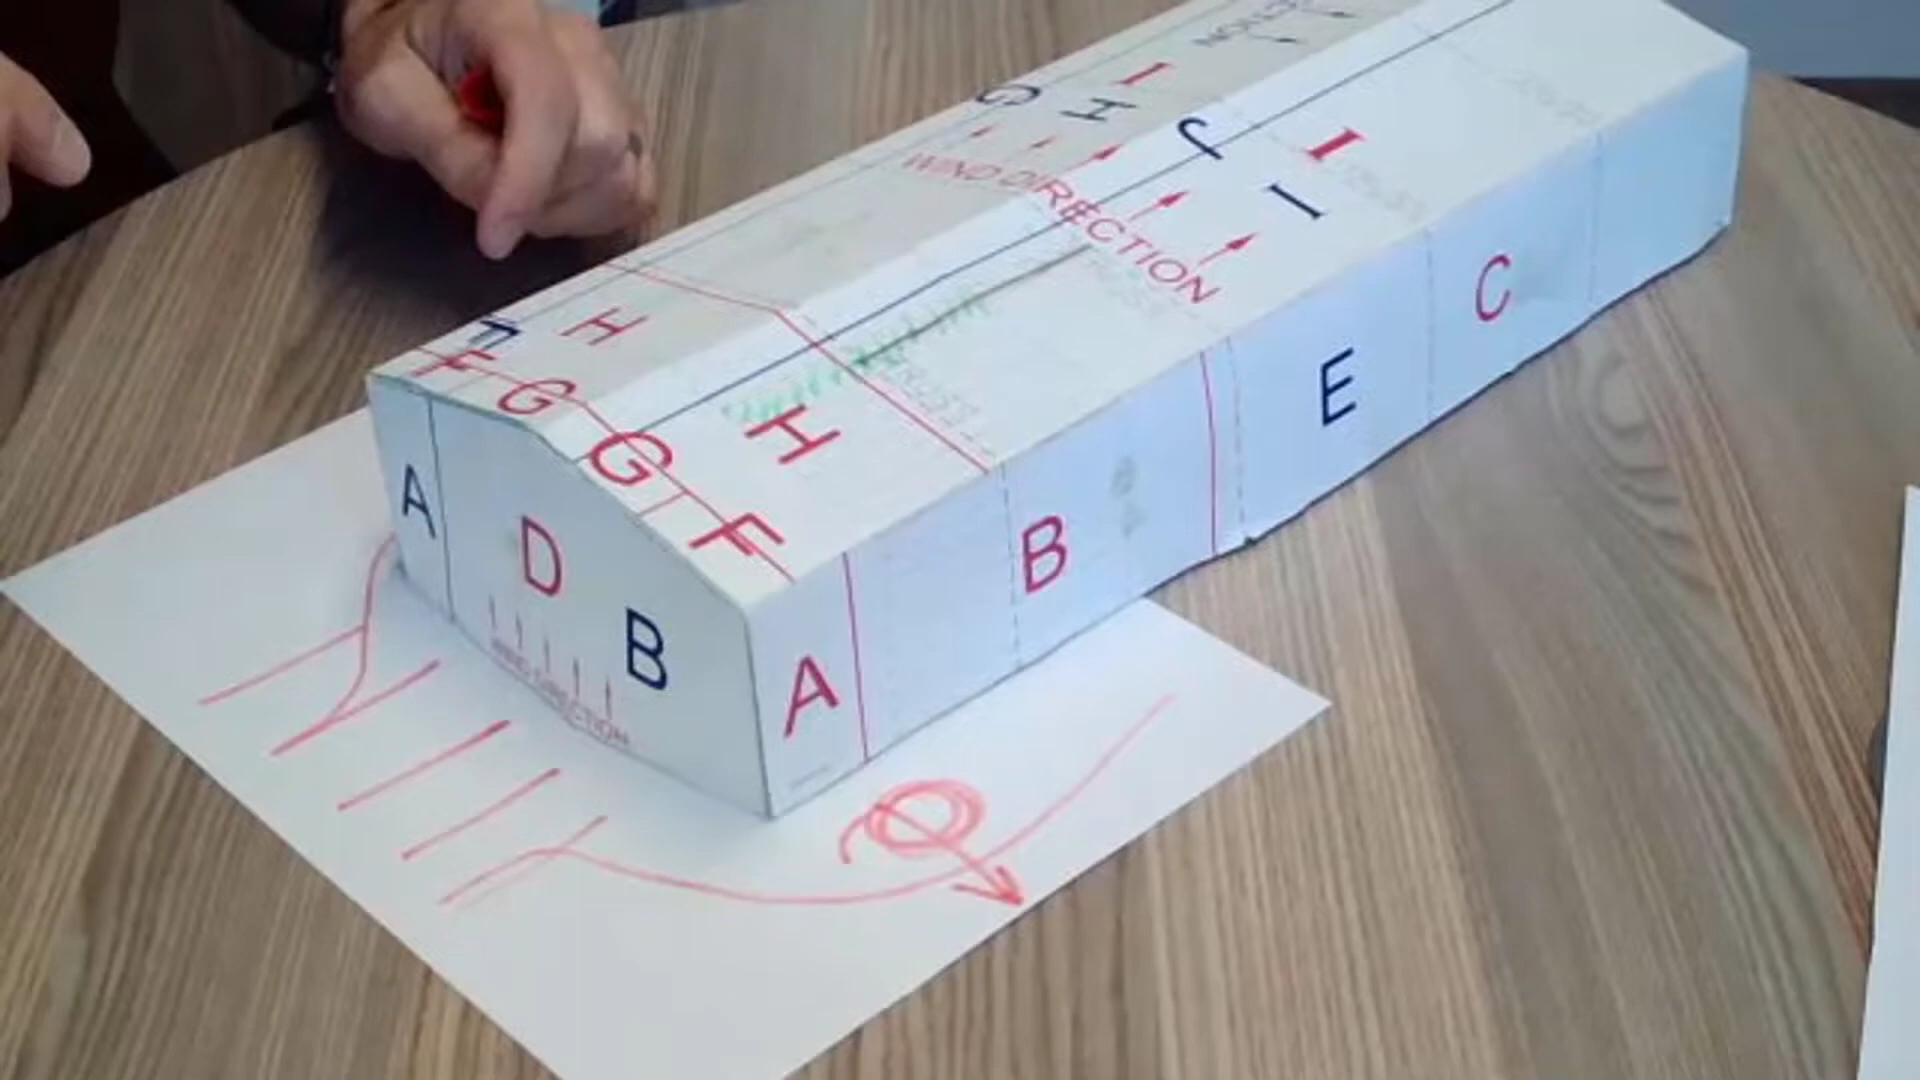 I
G H
J I
WIND DIRECTION
I
C
H
F
F G
E
G H
F
B
A D
B
A
WIND DIRECTION